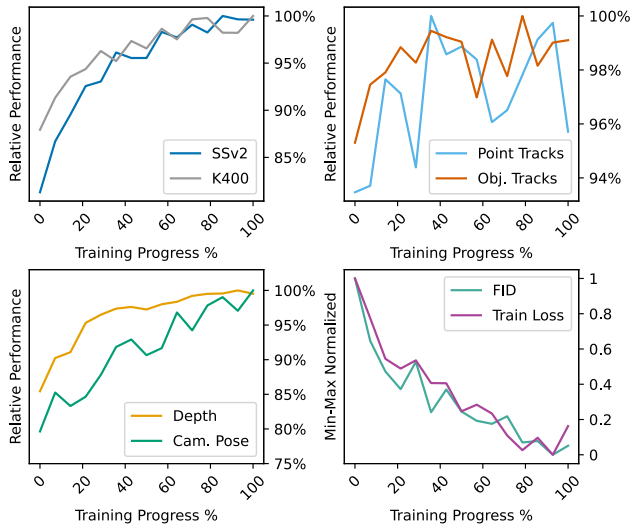 Relative Performance
100%
95%
90%
85%
SSv2
K400
0
20
40
60
80
100
Training Progress %
Relative Performance
100%
98%
96%
94%
Point Tracks
Obj. Tracks
0
20
40
60
80
100
Training Progress %
Relative Performance
100%
95%
90%
85%
80%
75%
Depth
Cam. Pose
0
20
40
60
80
100
Training Progress %
Min-Max Normalized
1
0.8
0.6
0.4
0.2
0
FID
Train Loss
0
20
40
60
80
100
Training Progress %